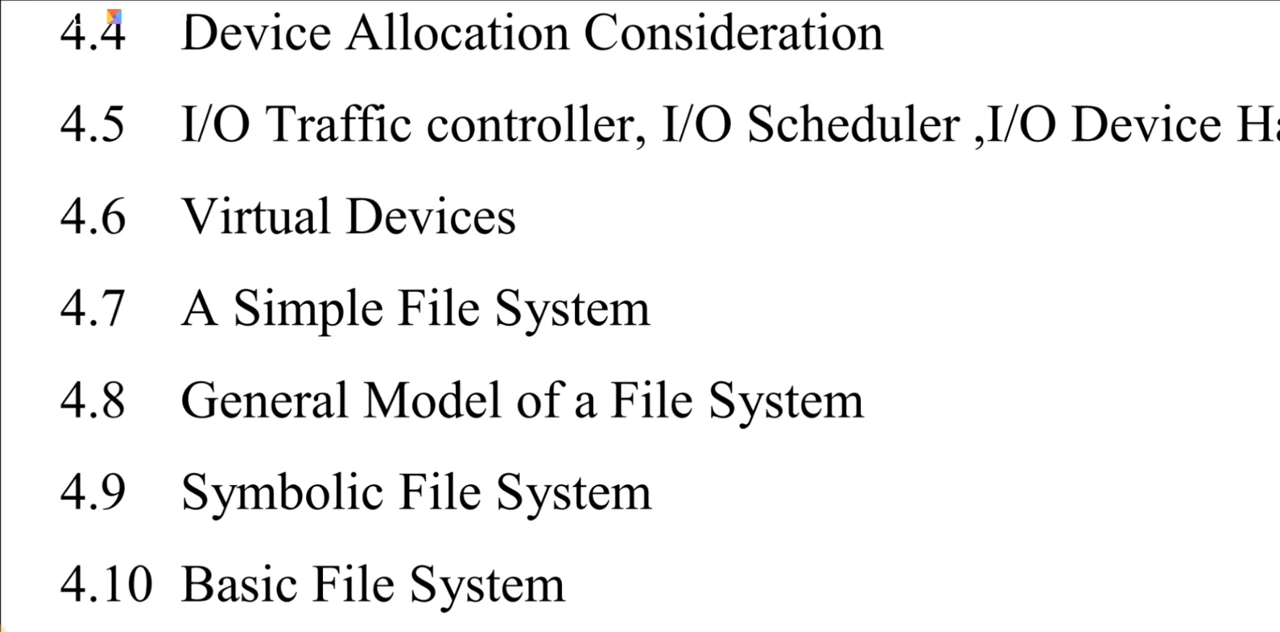 4.4 Device Allocation Consideration
4.5 I/O Traffic controller, I/O Scheduler ,I/O Device
4.6 Virtual Devices
4.7 A Simple File System
4.8 General Model of a File System
4.9 Symbolic File System
4.10 Basic File System